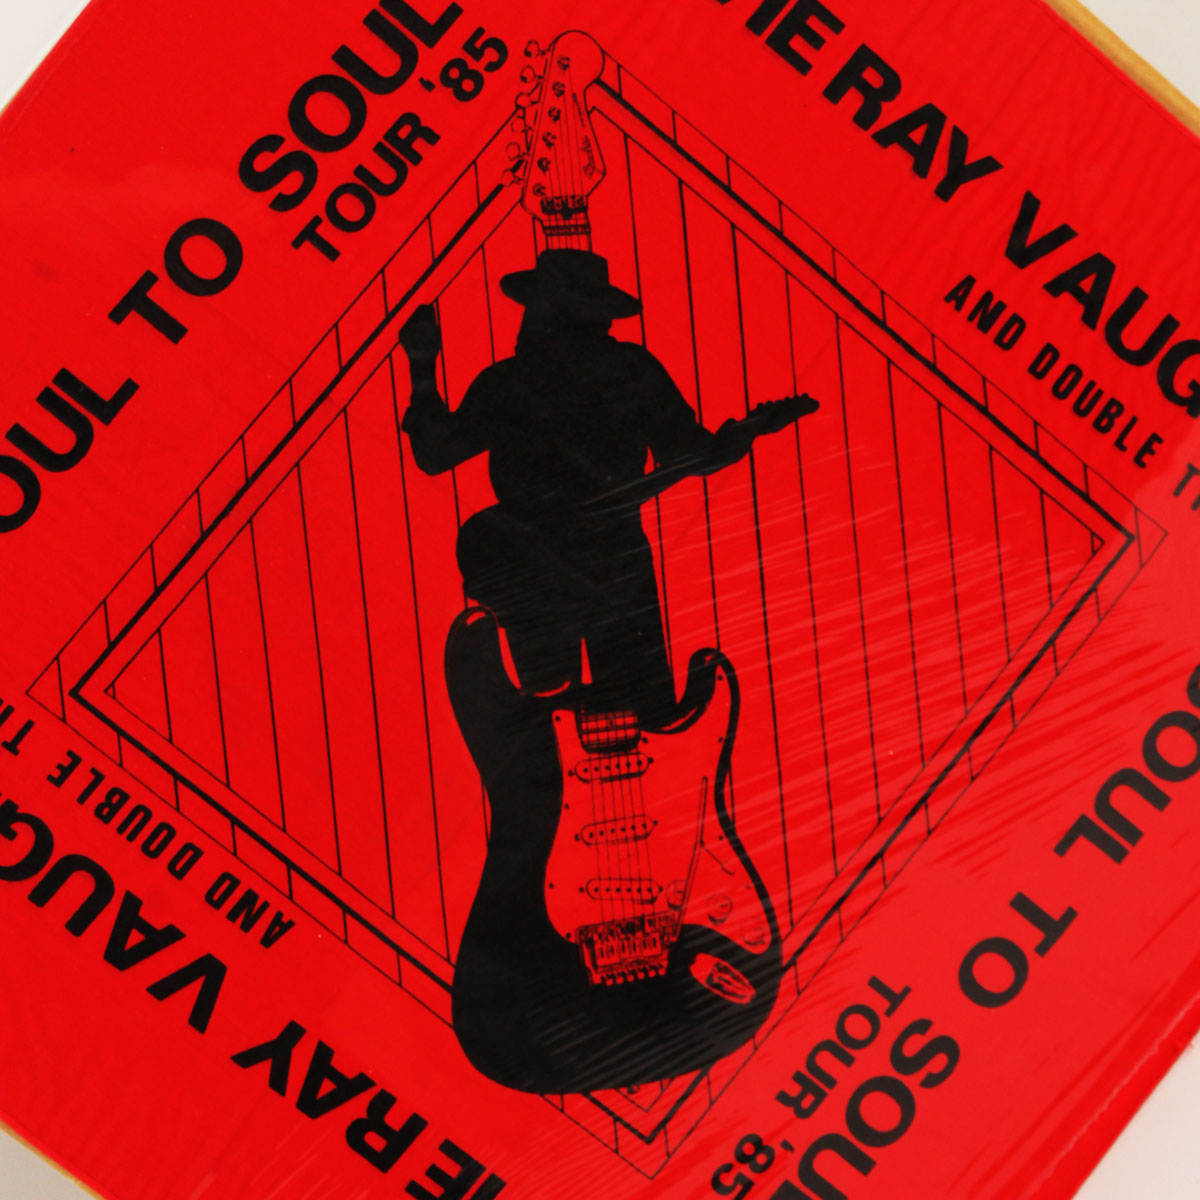 SOUL TO SOUL
TOUR '85
IE RAY VAUG
AND DOUBLE T
OUL TO SOUL
TOUR '85
IE RAY VAUG
AND DOUBLE T